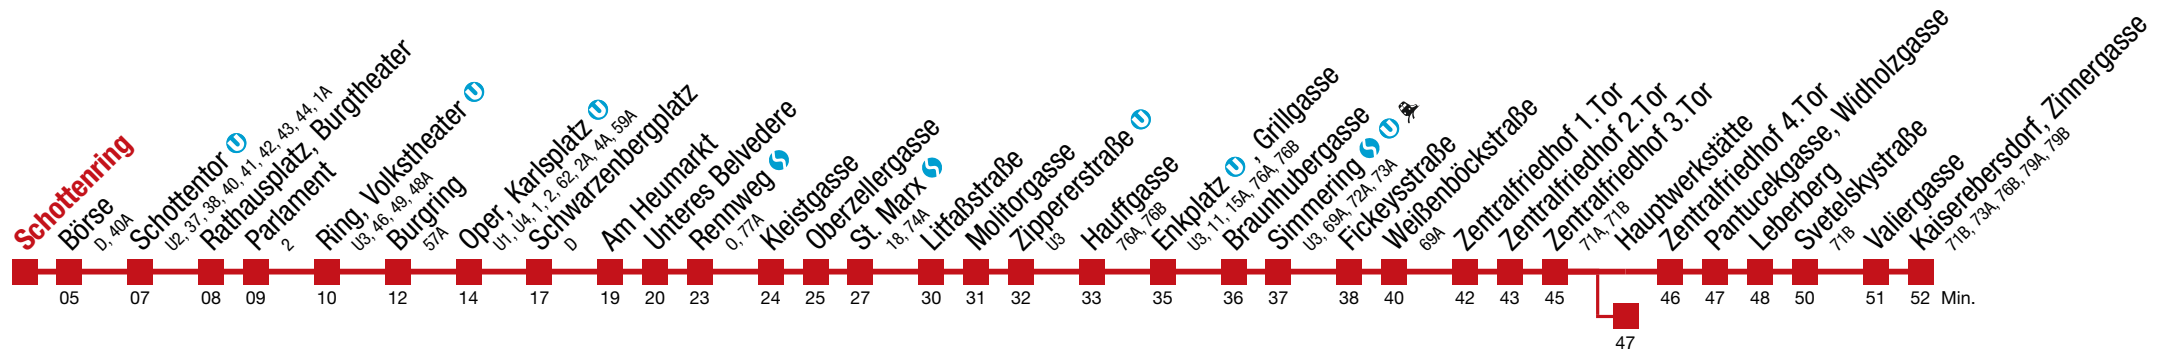 Schottenring
Börse
D, 40A
Schottentor U
U2, 37, 38, 40, 41, 42, 43, 44, 1A
Rathausplatz, Burgtheater
Parlament
2
Ring, Volkstheater U
U3, 46, 49, 48A
Burgring
57A
Oper, Karlsplatz U
U1, U4, 1, 2, 62, 2A, 4A, 59A
Schwarzenbergplatz
D
Am Heumarkt
Unteres Belvedere
Rennweg S
O, 77A
Kleistgasse
Oberzellergasse
St. Marx S
18, 74A
Litfaßstraße
Molitorgasse
Zippererstraße U
U3
Hauffgasse
76A, 76B
Enkplatz U, Grillgasse
U3, 11, 15A, 76A, 76B
Braunhubergasse
Simmering S U
U3, 69A, 72A, 73A
Fickeysstraße
Weißenböckstraße
69A
Zentralfriedhof 1.Tor
Zentralfriedhof 2.Tor
Zentralfriedhof 3.Tor
71A, 71B
Hauptwerkstätte
Zentralfriedhof 4.Tor
Pantucekgasse, Widholzgasse
Leberberg
Svetelskystraße
71B
Valiergasse
Kaiserebersdorf, Zinnergasse
71B, 73A, 76B, 79A, 79B
05 07 08 09 10 12 14 17 19 20 23 24 25 27 30 31 32 33 35 36 37 38 40 42 43 45 46 47 48 50 51 52 Min.
47